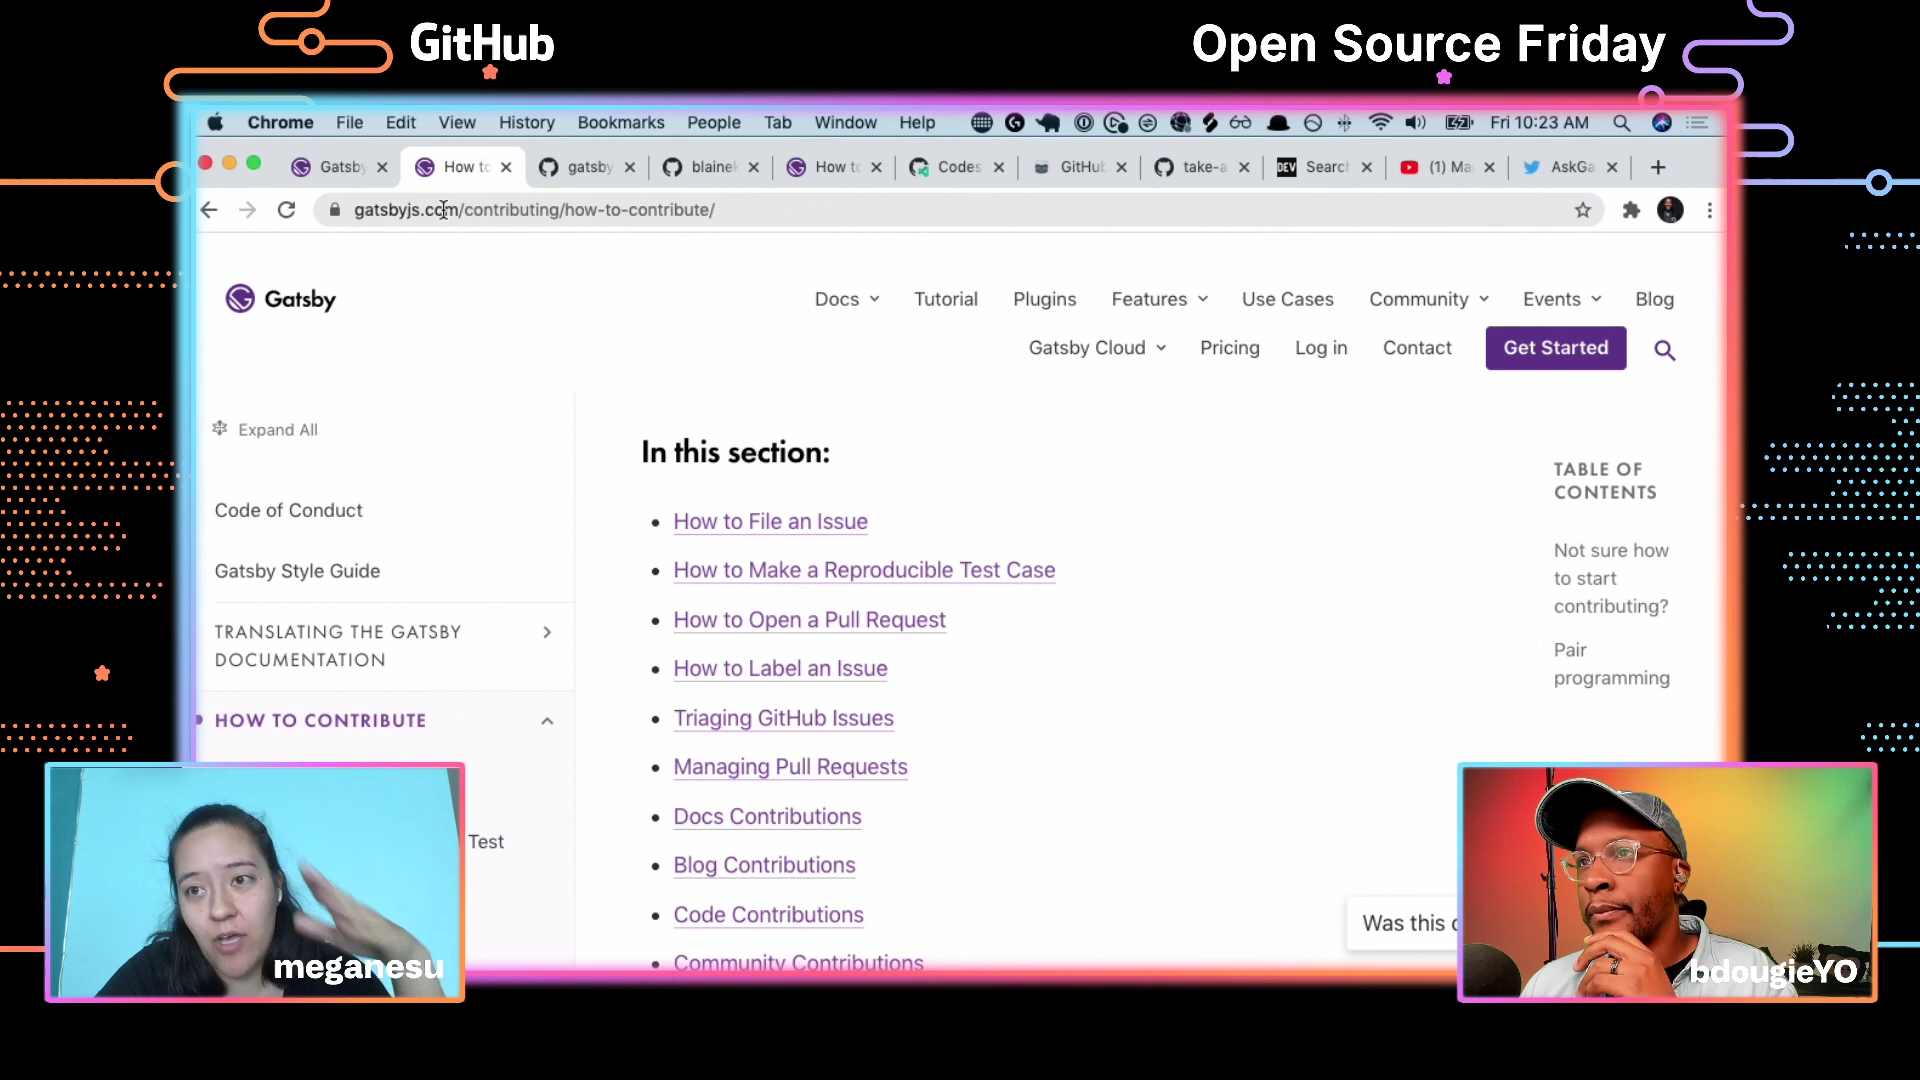 GitHub
Open Source Friday
Chrome File Edit View History Bookmarks People Tab Window Help Fri 10:23 AM
Gatsby How to gatsby blaine How to Codes GitHub take-a DEV Search (1) Ma AskGa
gatsbyjs.com/contributing/how-to-contribute/
Gatsby
Docs Tutorial Plugins Features Use Cases Community Events Blog
Gatsby Cloud Pricing Log in Contact Get Started
Expand All
Code of Conduct
Gatsby Style Guide
TRANSLATING THE GATSBY
DOCUMENTATION
HOW TO CONTRIBUTE
Test
In this section:
How to File an Issue
How to Make a Reproducible Test Case
How to Open a Pull Request
How to Label an Issue
Triaging GitHub Issues
Managing Pull Requests
Docs Contributions
Blog Contributions
Code Contributions
Community Contributions
TABLE OF
CONTENTS
Not sure how
to start
contributing?
Pair
programming
Was this
meganesu
bdougieYO